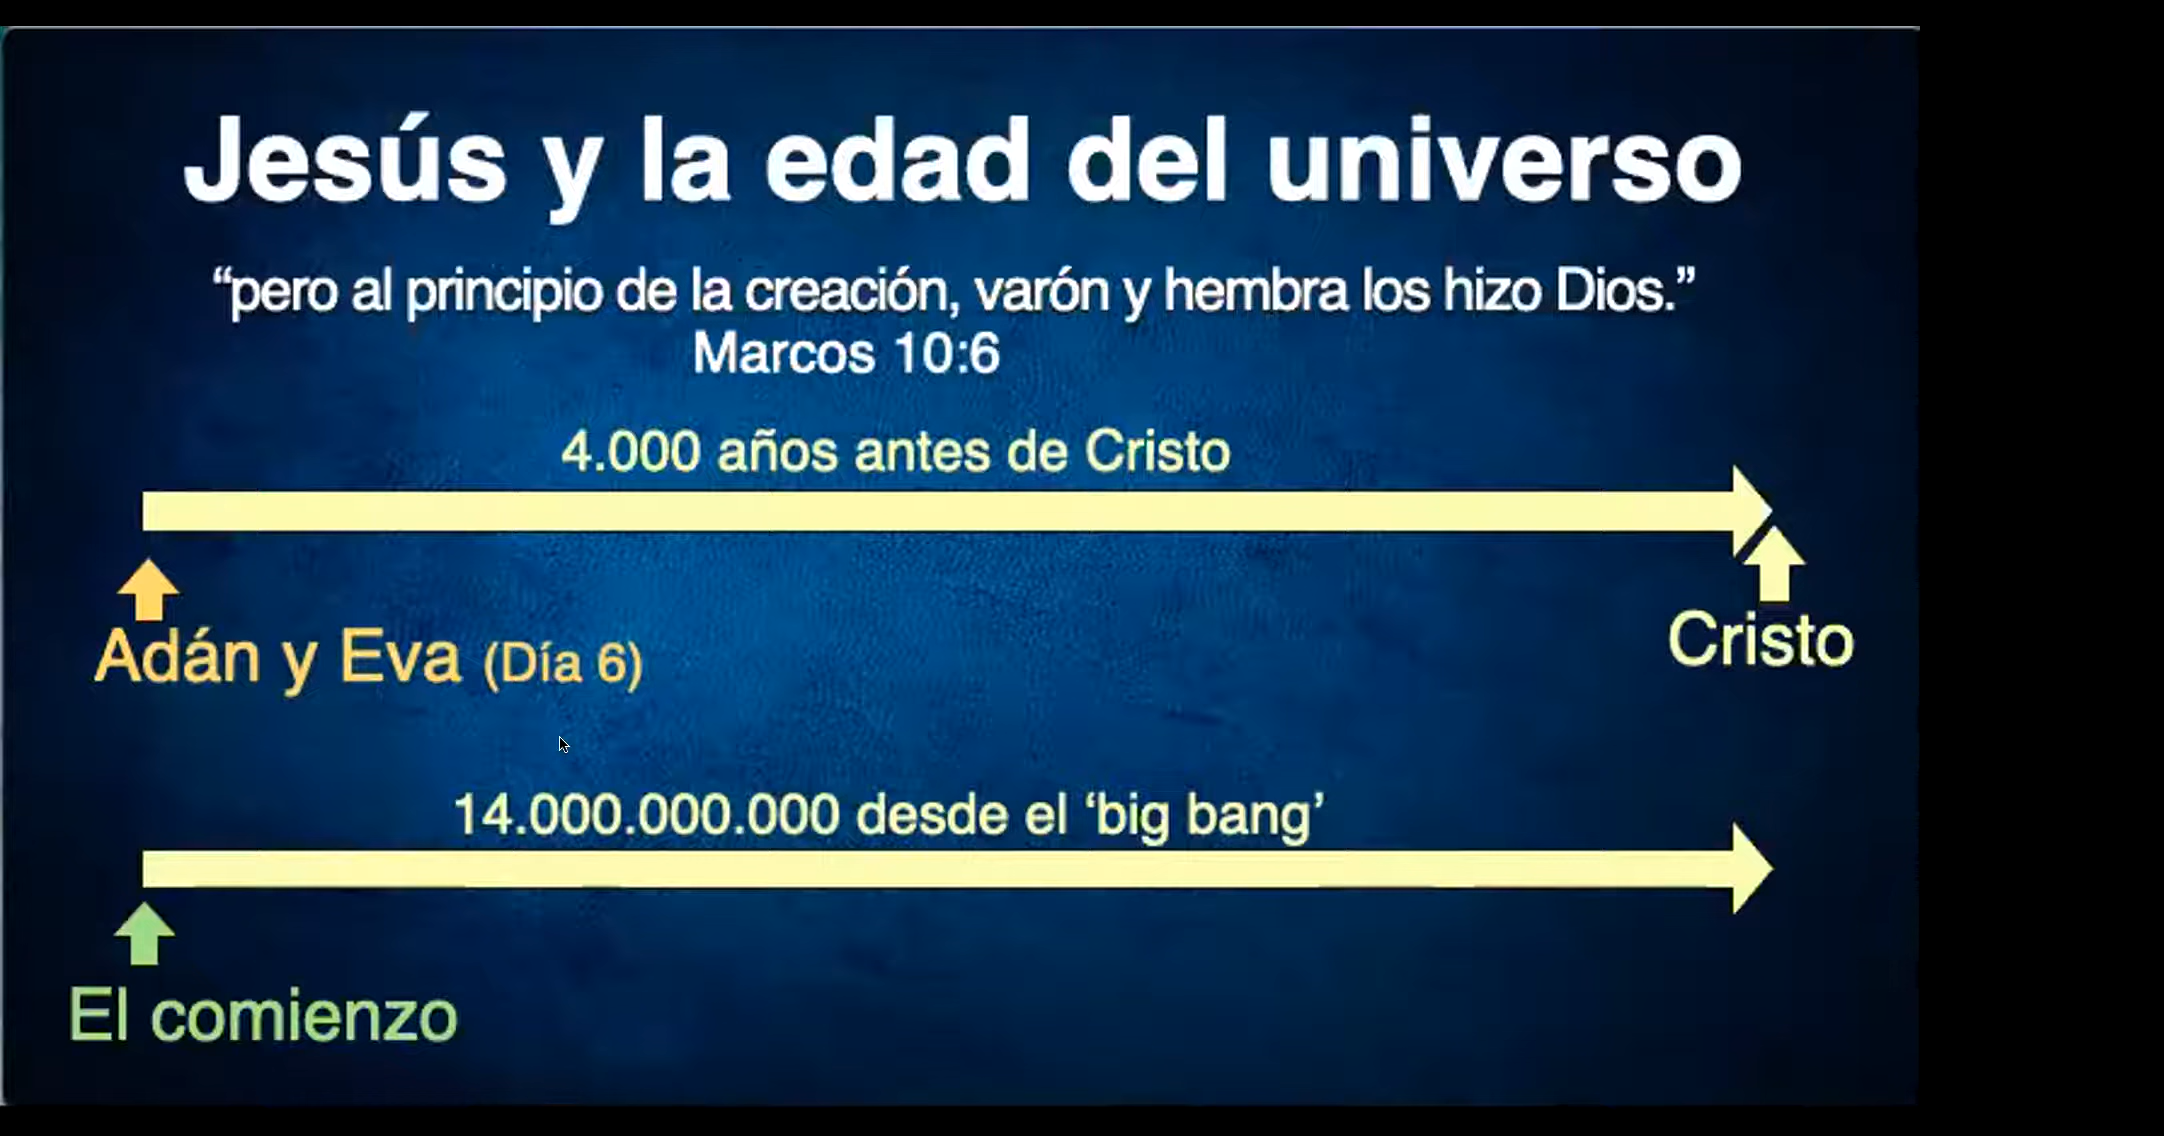 Jesús y la edad del universo
“pero al principio de la creación, varón y hembra los hizo Dios.”
Marcos 10:6
4.000 años antes de Cristo
Adán y Eva (Día 6)
Cristo
14.000.000.000 desde el ‘big bang’
El comienzo